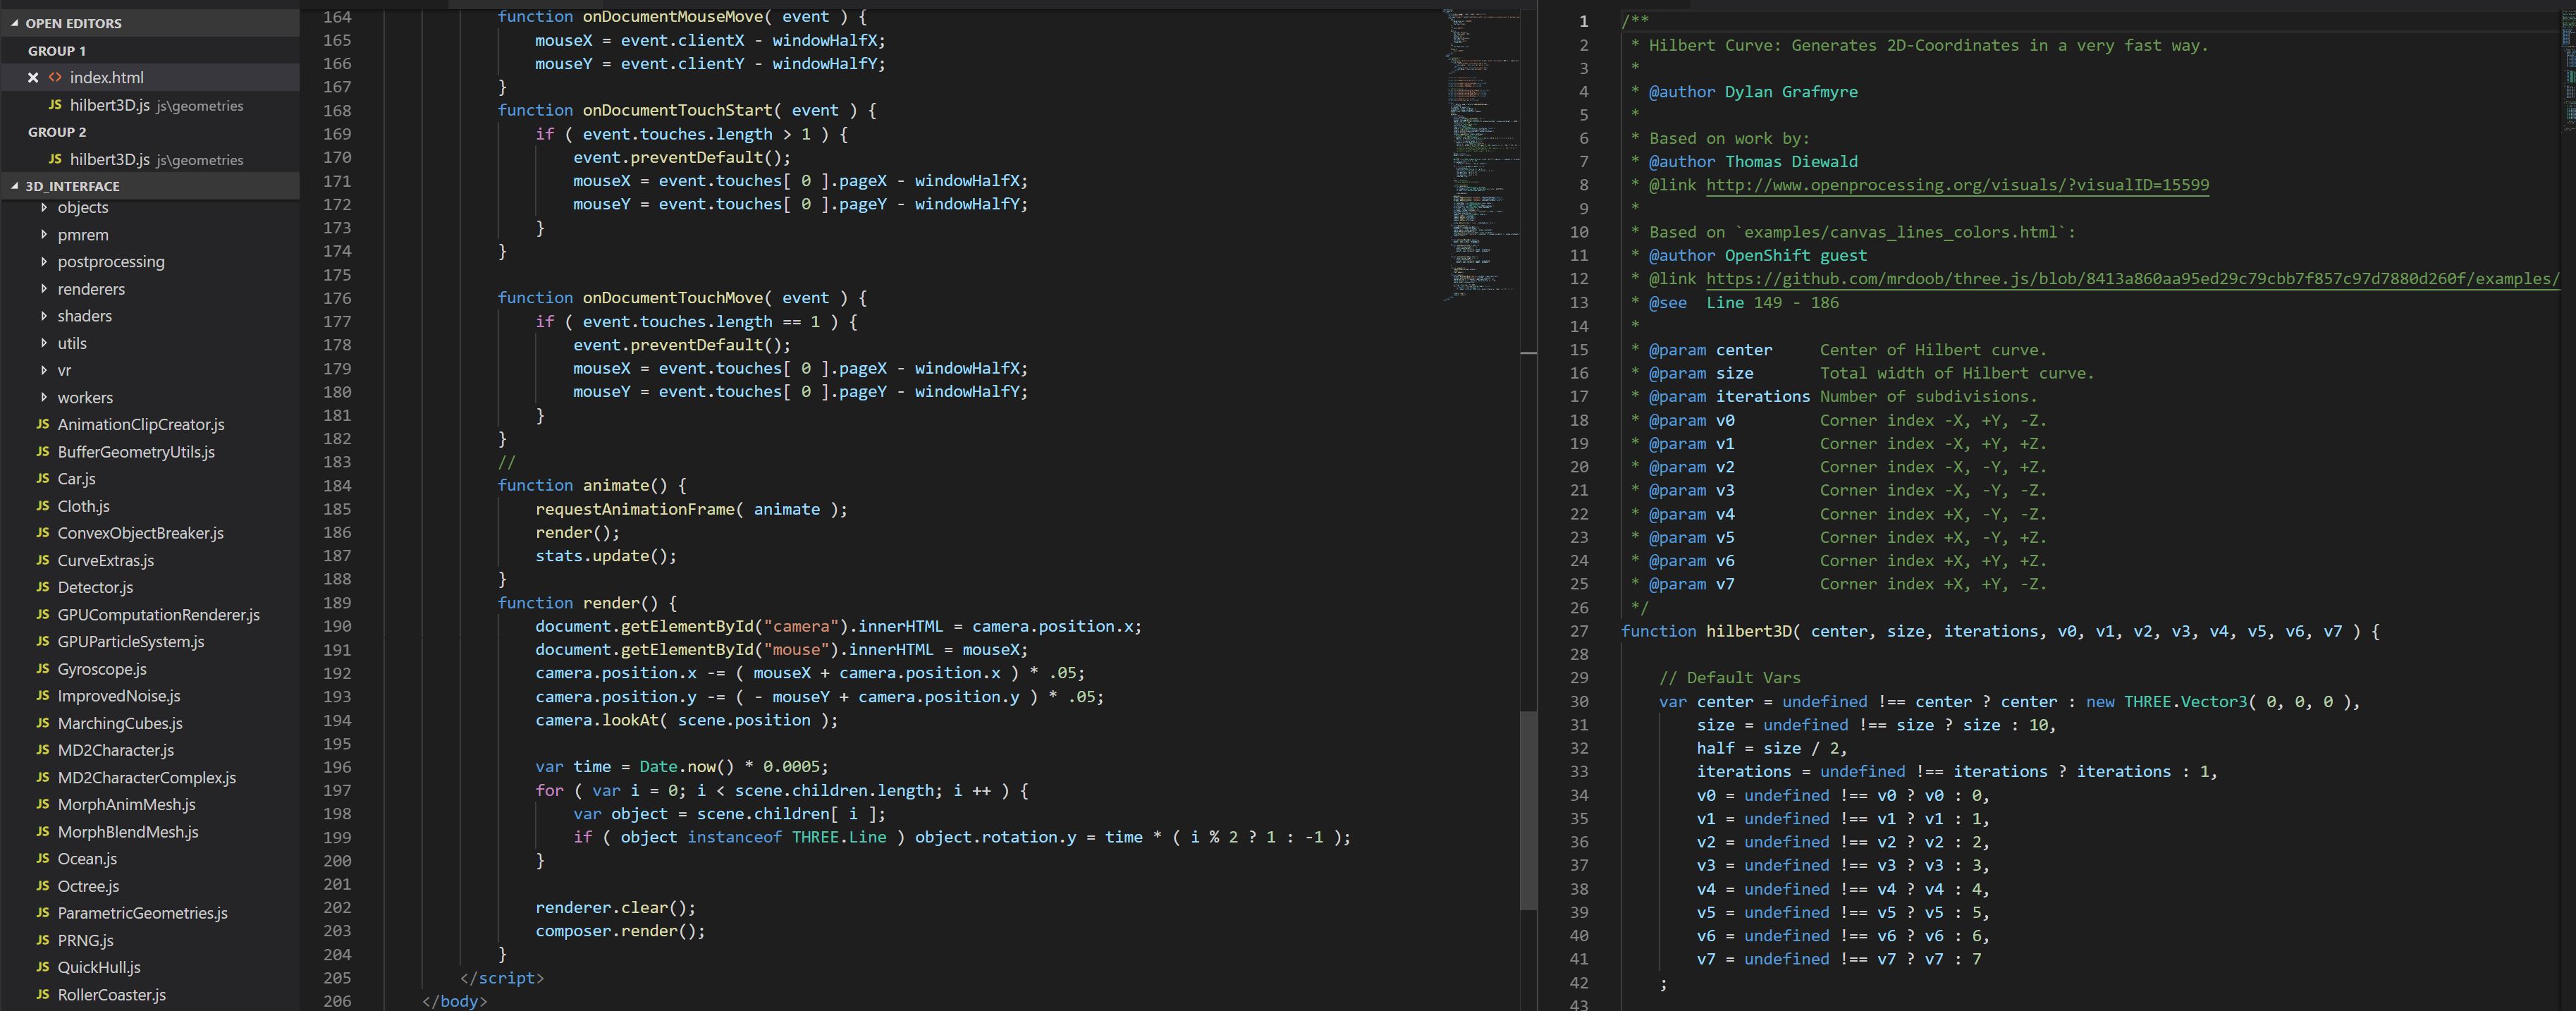 OPEN EDITORS
GROUP 1
index.html
JS hilbert3D.js js\geometries
GROUP 2
JS hilbert3D.js js\geometries
3D_INTERFACE
objects
pmrem
postprocessing
renderers
shaders
utils
vr
workers
JS AnimationClipCreator.js
JS BufferGeometryUtils.js
JS Car.js
JS Cloth.js
JS ConvexObjectBreaker.js
JS CurveExtras.js
JS Detector.js
JS GPUComputationRenderer.js
JS GPUParticleSystem.js
JS Gyroscope.js
JS ImprovedNoise.js
JS MarchingCubes.js
JS MD2Character.js
JS MD2CharacterComplex.js
JS MorphAnimMesh.js
JS MorphBlendMesh.js
JS Ocean.js
JS Octree.js
JS ParametricGeometries.js
JS PRNG.js
JS QuickHull.js
JS RollerCoaster.js
164 function onDocumentMouseMove( event ) {
165 mouseX = event.clientX - windowHalfX;
166 mouseY = event.clientY - windowHalfY;
167 }
168 function onDocumentTouchStart( event ) {
169 if ( event.touches.length > 1 ) {
170 event.preventDefault();
171 mouseX = event.touches[ 0 ].pageX - windowHalfX;
172 mouseY = event.touches[ 0 ].pageY - windowHalfY;
173 }
174 }
175
176 function onDocumentTouchMove( event ) {
177 if ( event.touches.length == 1 ) {
178 event.preventDefault();
179 mouseX = event.touches[ 0 ].pageX - windowHalfX;
180 mouseY = event.touches[ 0 ].pageY - windowHalfY;
181 }
182 }
183 //
184 function animate() {
185 requestAnimationFrame( animate );
186 render();
187 stats.update();
188 }
189 function render() {
190 document.getElementById("camera").innerHTML = camera.position.x;
191 document.getElementById("mouse").innerHTML = mouseX;
192 camera.position.x -= ( mouseX + camera.position.x ) * .05;
193 camera.position.y -= ( - mouseY + camera.position.y ) * .05;
194 camera.lookAt( scene.position );
195
196 var time = Date.now() * 0.0005;
197 for ( var i = 0; i < scene.children.length; i ++ ) {
198 var object = scene.children[ i ];
199 if ( object instanceof THREE.Line ) object.rotation.y = time * ( i % 2 ? 1 : -1 );
200 }
201
202 renderer.clear();
203 composer.render();
204 }
205 </script>
206 </body>
1 /**
2 * Hilbert Curve: Generates 2D-Coordinates in a very fast way.
3 *
4 * @author Dylan Grafmyre
5 *
6 * Based on work by:
7 * @author Thomas Diewald
8 * @link http://www.openprocessing.org/visuals/?visualID=15599
9 *
10 * Based on `examples/canvas_lines_colors.html`:
11 * @author OpenShift guest
12 * @link https://github.com/mrdoob/three.js/blob/8413a860aa95ed29c79cbb7f857c97d7880d260f/examples/
13 * @see Line 149 - 186
14 *
15 * @param center Center of Hilbert curve.
16 * @param size Total width of Hilbert curve.
17 * @param iterations Number of subdivisions.
18 * @param v0 Corner index -X, +Y, -Z.
19 * @param v1 Corner index -X, +Y, +Z.
20 * @param v2 Corner index -X, -Y, +Z.
21 * @param v3 Corner index -X, -Y, -Z.
22 * @param v4 Corner index +X, -Y, -Z.
23 * @param v5 Corner index +X, -Y, +Z.
24 * @param v6 Corner index +X, +Y, +Z.
25 * @param v7 Corner index +X, +Y, -Z.
26 */
27 function hilbert3D( center, size, iterations, v0, v1, v2, v3, v4, v5, v6, v7 ) {
28
29 // Default Vars
30 var center = undefined !== center ? center : new THREE.Vector3( 0, 0, 0 ),
31 size = undefined !== size ? size : 10,
32 half = size / 2,
33 iterations = undefined !== iterations ? iterations : 1,
34 v0 = undefined !== v0 ? v0 : 0,
35 v1 = undefined !== v1 ? v1 : 1,
36 v2 = undefined !== v2 ? v2 : 2,
37 v3 = undefined !== v3 ? v3 : 3,
38 v4 = undefined !== v4 ? v4 : 4,
39 v5 = undefined !== v5 ? v5 : 5,
40 v6 = undefined !== v6 ? v6 : 6,
41 v7 = undefined !== v7 ? v7 : 7
42 ;
43